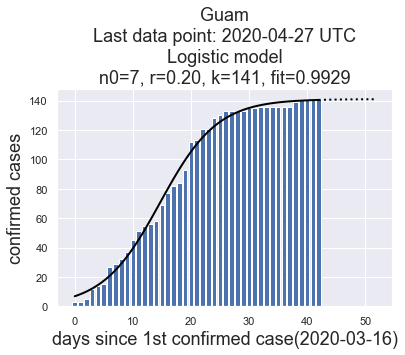 Guam
Last data point: 2020-04-27 UTC
Logistic model
n0=7, r=0.20, k=141, fit=0.9929
140
120
100
80
60
40
20
0
confirmed cases
0 10 20 30 40 50
days since 1st confirmed case(2020-03-16)